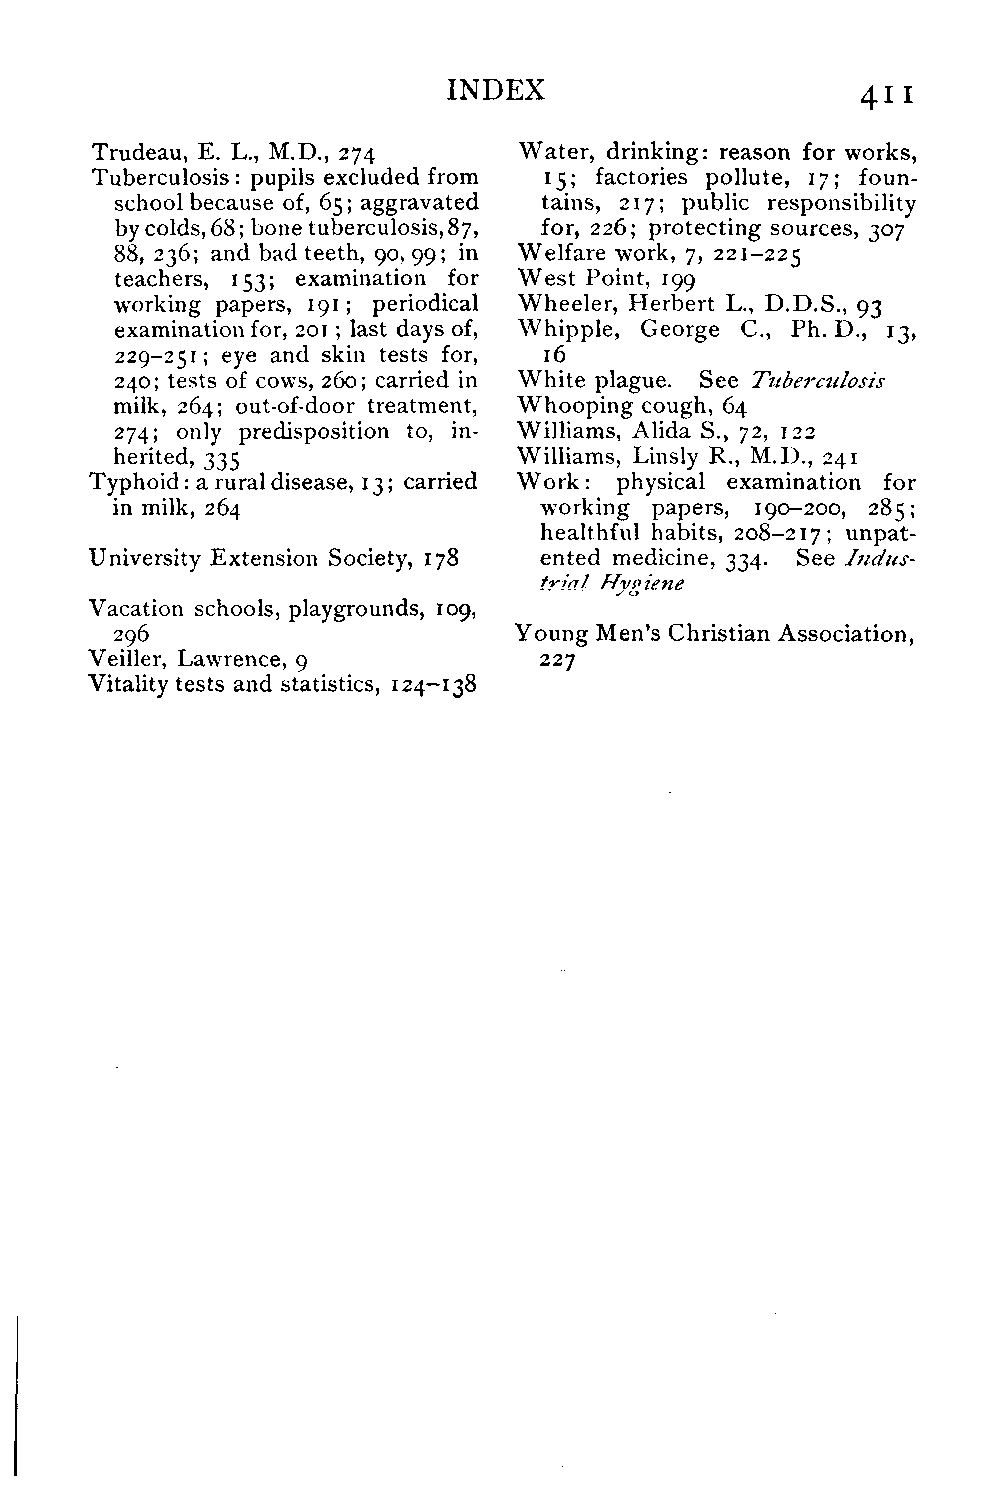 INDEX 411
Trudeau, E. L., M.D., 274
Tuberculosis: pupils excluded from
school because of, 65; aggravated
by colds, 68; bone tuberculosis, 87,
88, 236; and bad teeth, 90, 99; in
teachers, 153; examination for
working papers, 191; periodical
examination for, 201; last days of,
229–251; eye and skin tests for,
240; tests of cows, 260; carried in
milk, 264; out-of-door treatment,
274; only predisposition to, in-
herited, 335
Typhoid: a rural disease, 13; carried
in milk, 264
University Extension Society, 178
Vacation schools, playgrounds, 109,
296
Veiller, Lawrence, 9
Vitality tests and statistics, 124–138
Water, drinking: reason for works,
15; factories pollute, 17; foun-
tains, 217; public responsibility
for, 226; protecting sources, 307
Welfare work, 7, 221–225
West Point, 199
Wheeler, Herbert L., D.D.S., 93
Whipple, George C., Ph. D., 13,
16
White plague. See Tuberculosis
Whooping cough, 64
Williams, Alida S., 72, 122
Williams, Linsly R., M.D., 241
Work: physical examination for
working papers, 190–200, 285;
healthful habits, 208–217; unpat-
ented medicine, 334. See Indus-
trial Hygiene
Young Men's Christian Association,
227